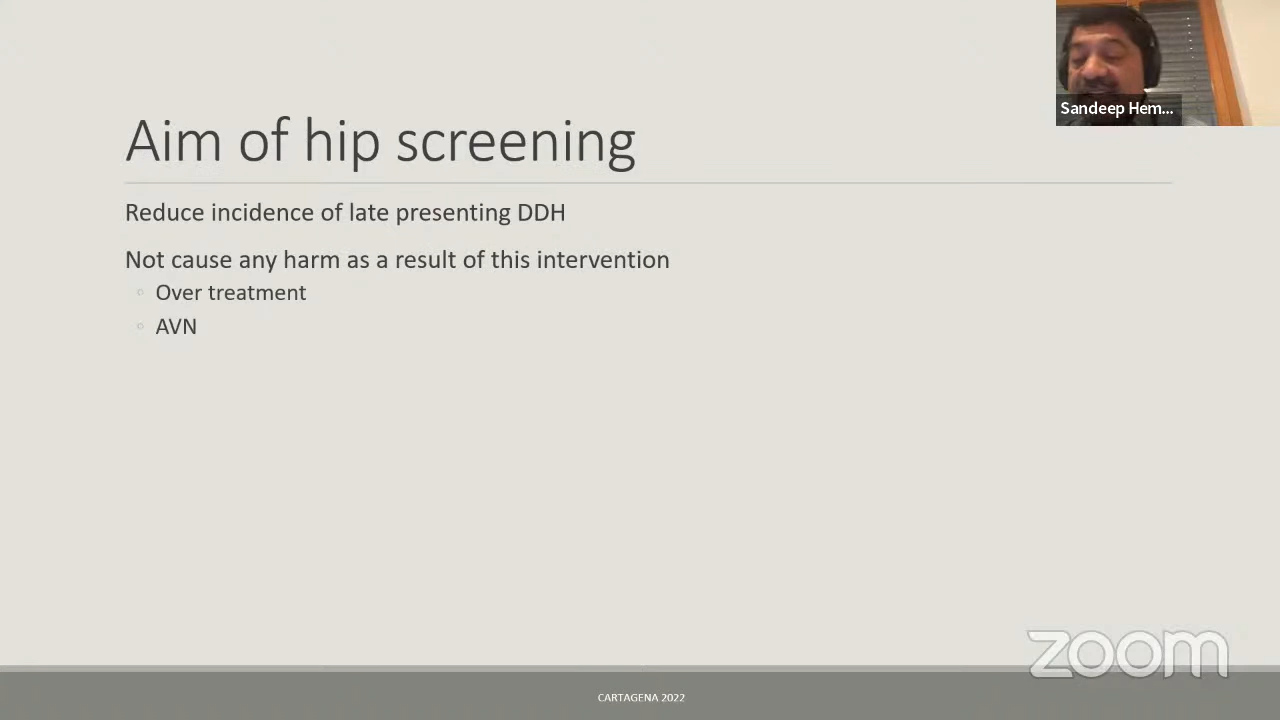 Sandeep Hem...
Aim of hip screening
Reduce incidence of late presenting DDH
Not cause any harm as a result of this intervention
Over treatment
AVN
zoom
CARTAGENA 2022